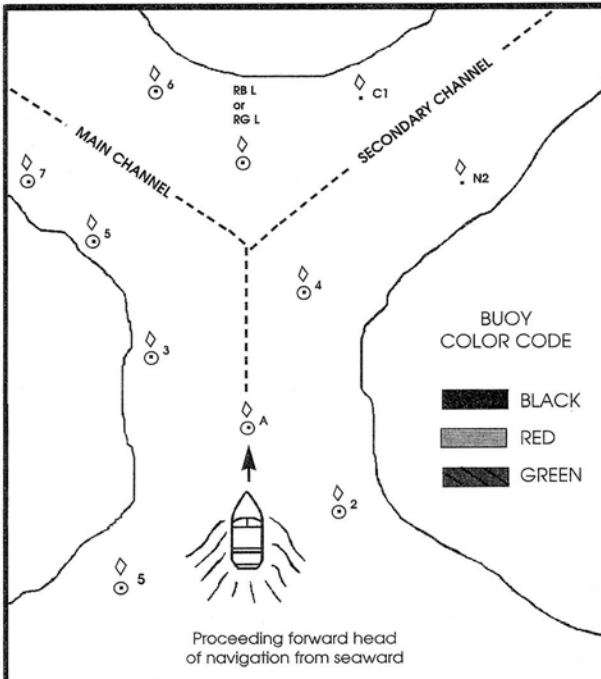 6
RB L
or
RG L
C1
MAIN CHANNEL
SECONDARY CHANNEL
7
N2
5
4
3
BUOY
COLOR CODE
BLACK
RED
GREEN
A
2
5
Proceeding forward head
of navigation from seaward